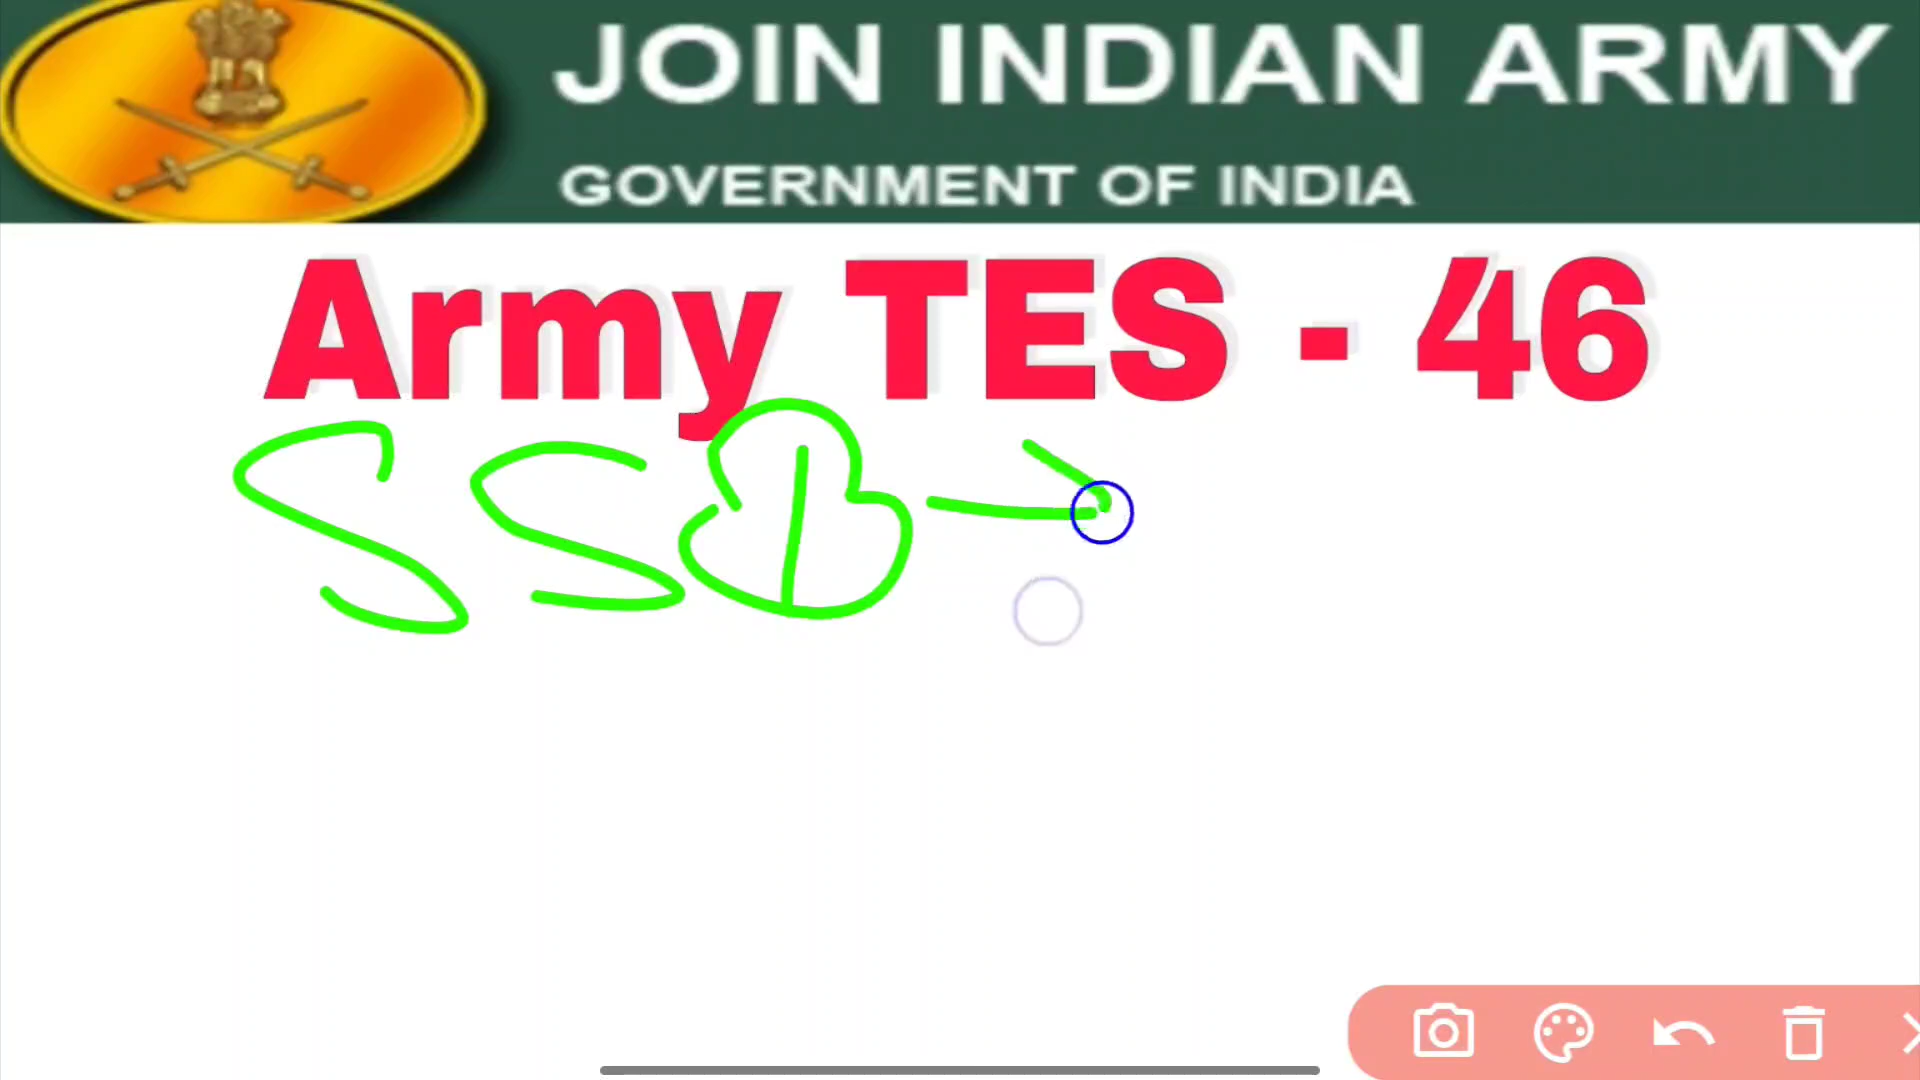 JOIN INDIAN ARMY
GOVERNMENT OF INDIA
Army TES - 46
SSB →